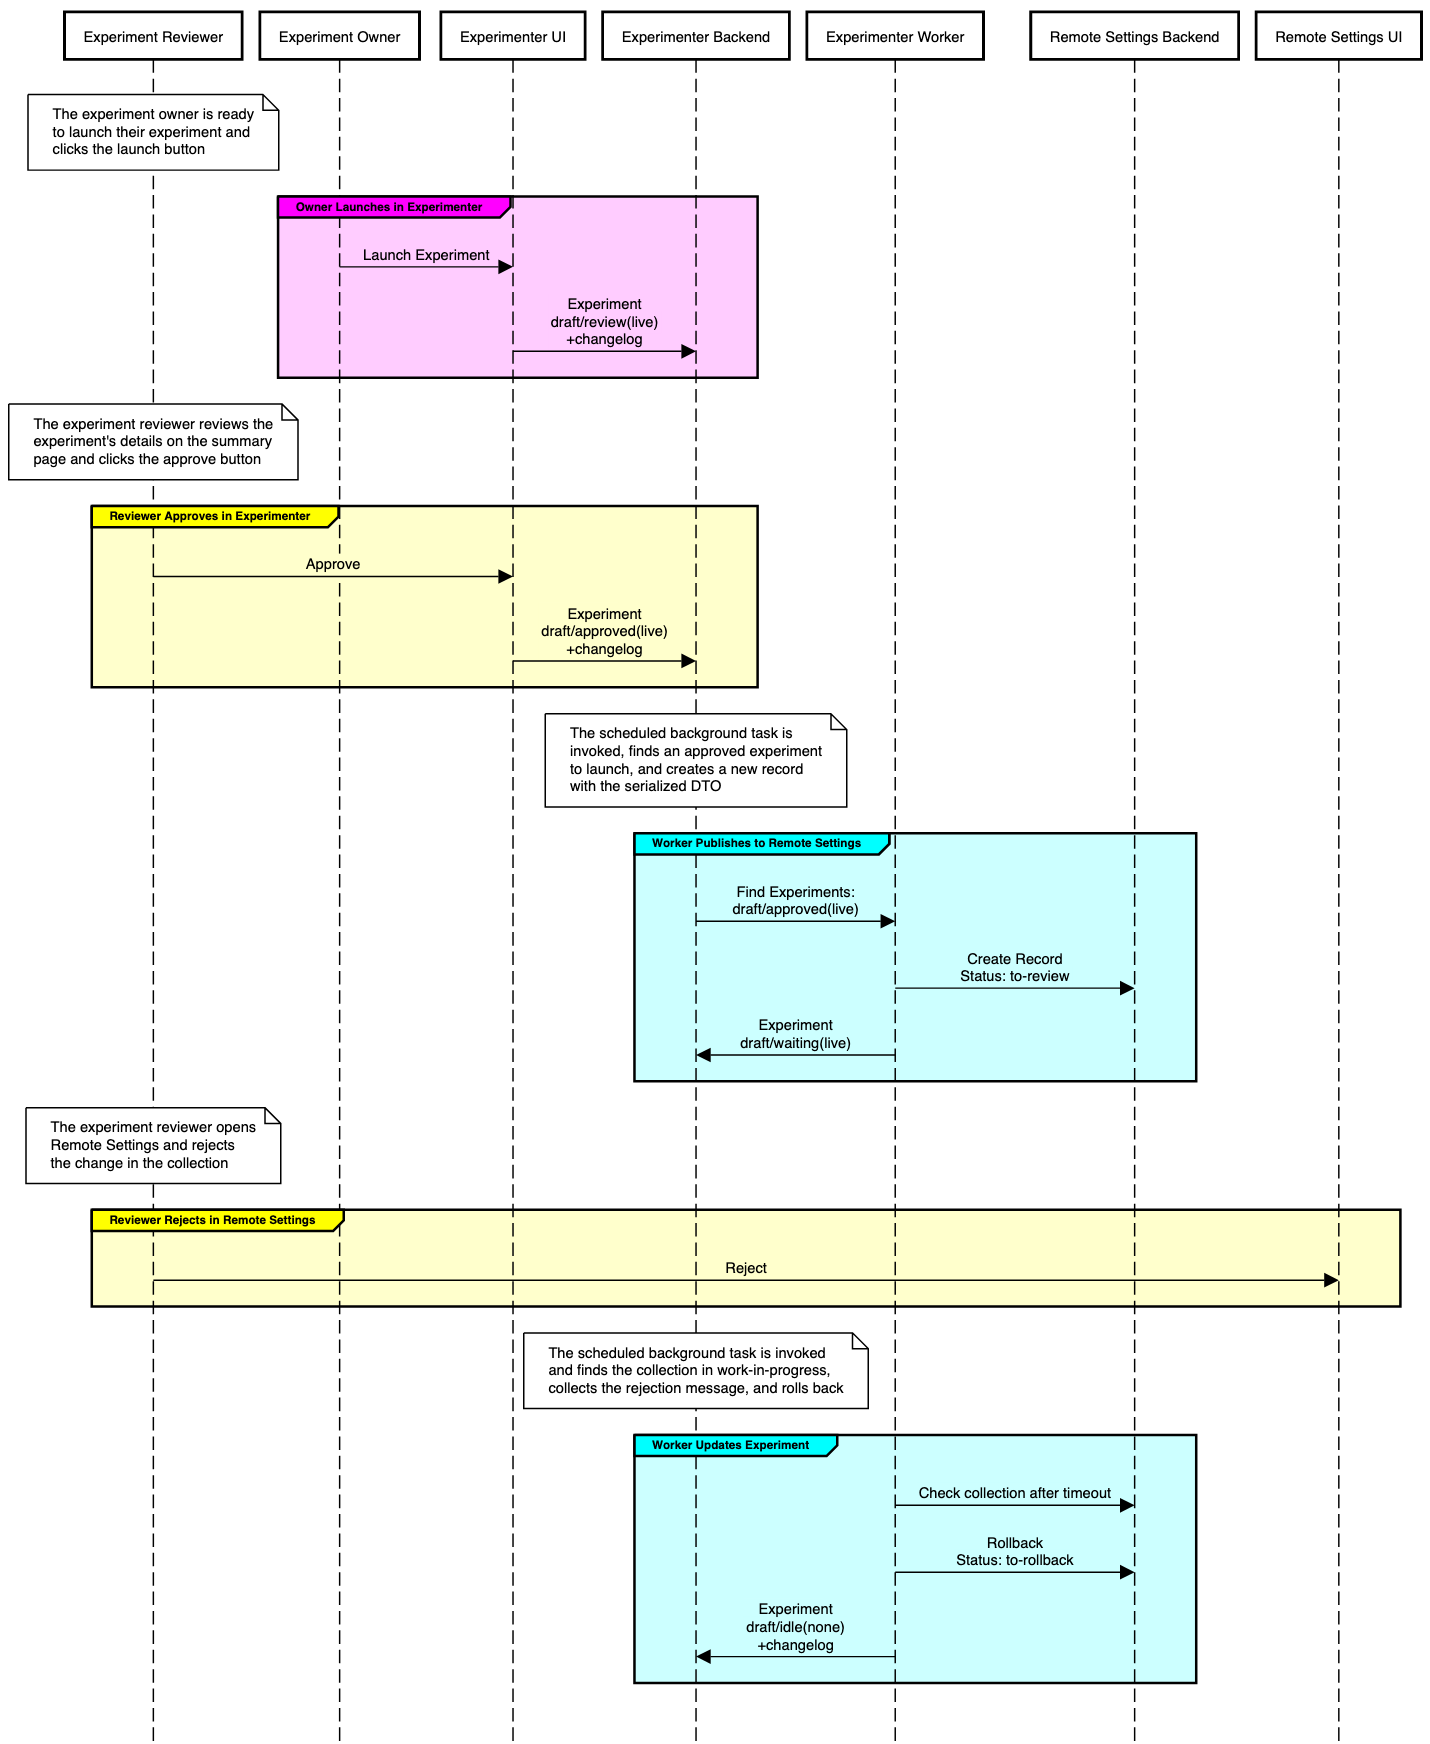 Experiment Reviewer
Experiment Owner
Experimenter UI
Experimenter Backend
Experimenter Worker
Remote Settings Backend
Remote Settings UI
The experiment owner is ready
to launch their experiment and
clicks the launch button
Owner Launches in Experimenter
Launch Experiment
Experiment
draft/review(live)
+changelog
The experiment reviewer reviews the
experiment's details on the summary
page and clicks the approve button
Reviewer Approves in Experimenter
Approve
Experiment
draft/approved(live)
+changelog
The scheduled background task is
invoked, finds an approved experiment
to launch, and creates a new record
with the serialized DTO
Worker Publishes to Remote Settings
Find Experiments:
draft/approved(live)
Create Record
Status: to-review
Experiment
draft/waiting(live)
The experiment reviewer opens
Remote Settings and rejects
the change in the collection
Reviewer Rejects in Remote Settings
Reject
The scheduled background task is invoked
and finds the collection in work-in-progress,
collects the rejection message, and rolls back
Worker Updates Experiment
Check collection after timeout
Rollback
Status: to-rollback
Experiment
draft/idle(none)
+changelog